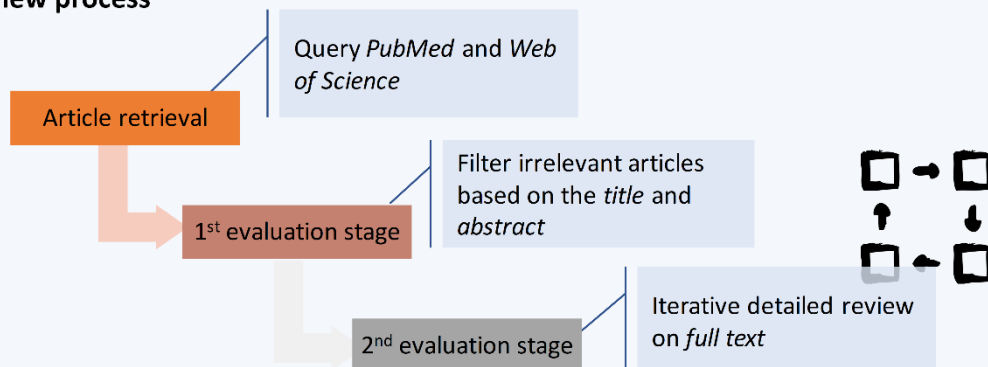 process
Query PubMed and Web
of Science
Article retrieval
Filter irrelevant articles
based on the title and
abstract
1st evaluation stage
Iterative detailed review
on full text
2nd evaluation stage